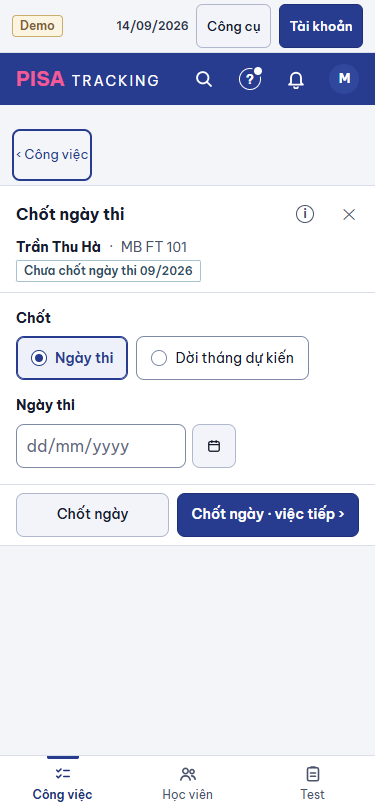 Demo
14/09/2026
Công cụ
Tài khoản
PISA TRACKING
?
M
‹ Công việc
Chốt ngày thi
i
Trần Thu Hà · MB FT 101
Chưa chốt ngày thi 09/2026
Chốt
Ngày thi
Dời tháng dự kiến
Ngày thi
dd/mm/yyyy
Chốt ngày
Chốt ngày · việc tiếp ›
Công việc
Học viên
Test